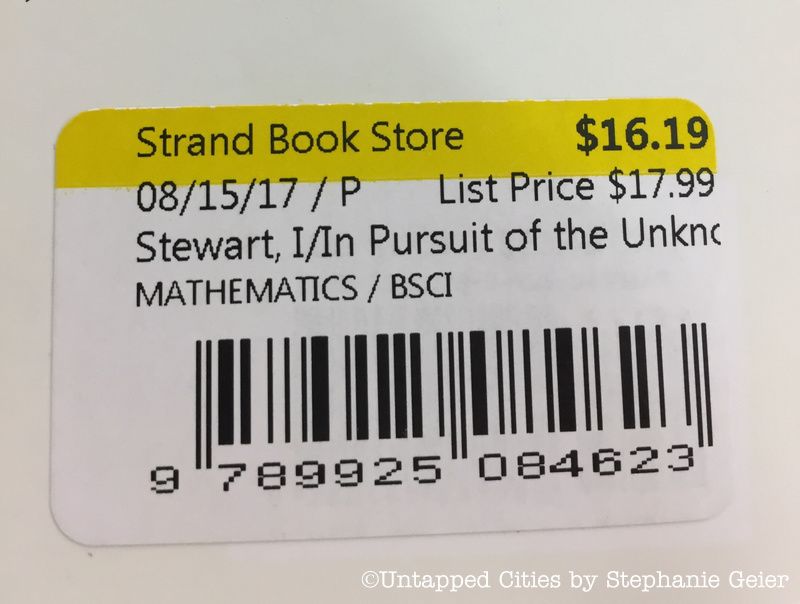 Strand Book Store $16.19
08/15/17 / P List Price $17.99
Stewart, I/In Pursuit of the Unkno
MATHEMATICS / BSCI
9 789925 084623
©Untapped Cities by Stephanie Geier